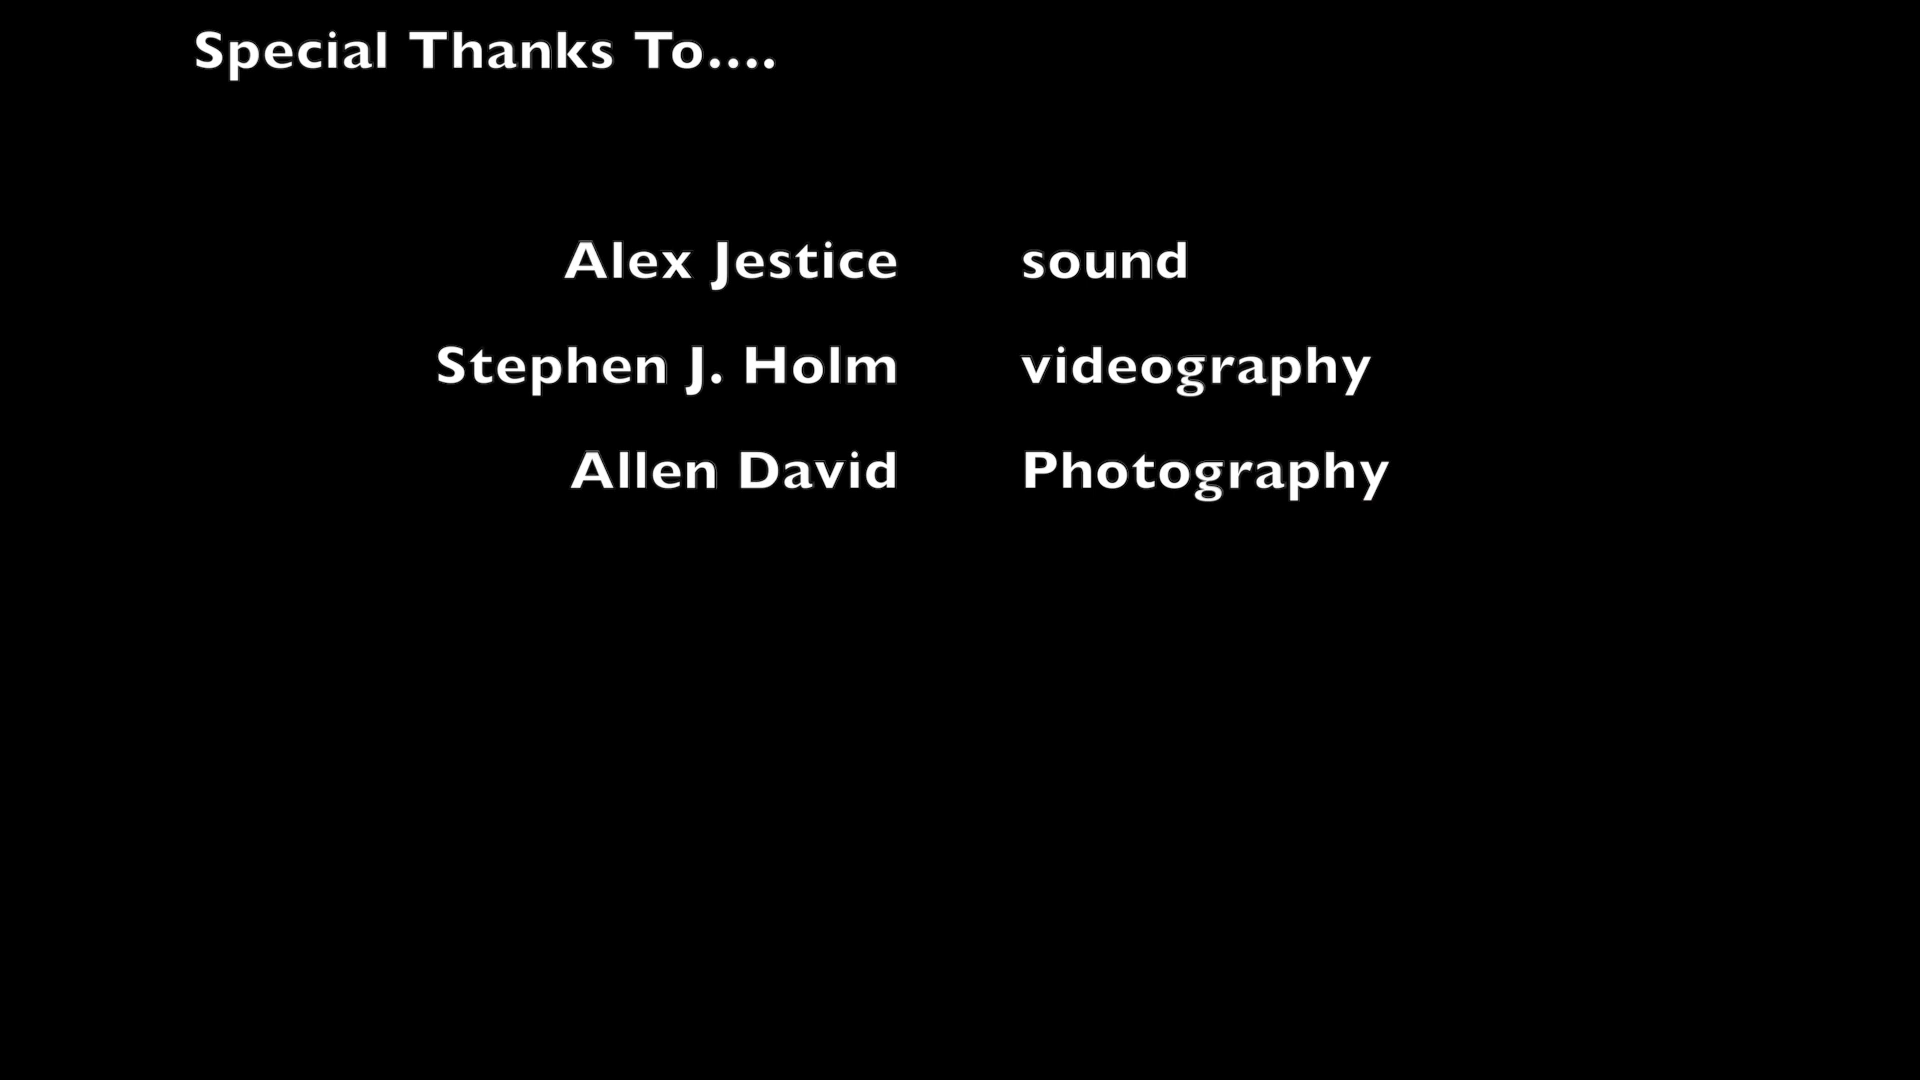 Special Thanks To....
Alex Jestice sound
Stephen J. Holm videography
Allen David Photography